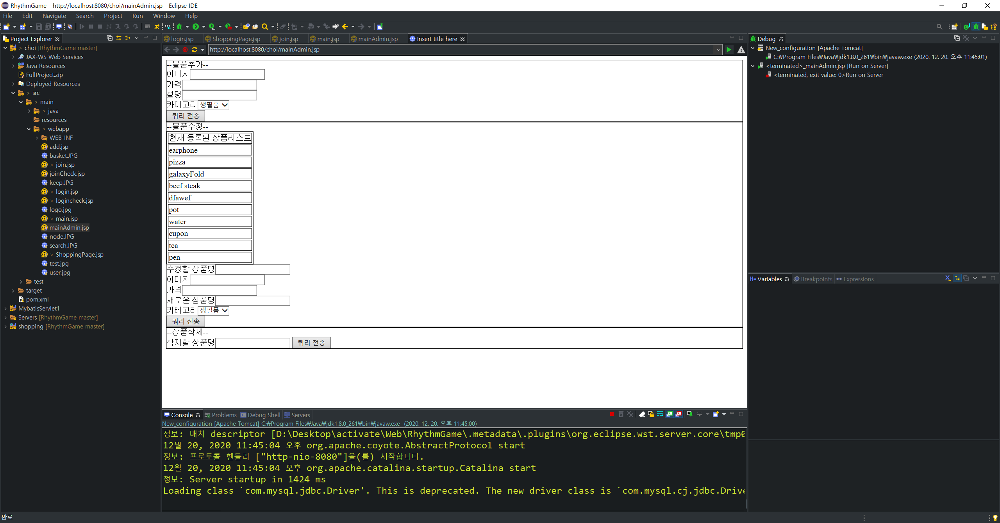 RhythmGame - http://localhost:8080/choi/mainAdmin.jsp - Eclipse IDE
File Edit Navigate Search Project Run Window Help
Project Explorer
> choi [RhythmGame master]
JAX-WS Web Services
Java Resources
FullProject.zip
Deployed Resources
> src
> main
> java
resources
> webapp
WEB-INF
add.jsp
basket.JPG
> join.jsp
joinCheck.jsp
keep.JPG
> login.jsp
> logincheck.jsp
logo.jpg
> main.jsp
mainAdmin.jsp
node.JPG
search.JPG
> ShoppingPage.jsp
test.jpg
user.jpg
test
target
pom.xml
MybatisServlet1
Servers [RhythmGame master]
shopping [RhythmGame master]
login.jsp ShoppingPage.jsp join.jsp main.jsp mainAdmin.jsp Insert title here
http://localhost:8080/choi/mainAdmin.jsp
--물품추가--
이미지
가격
설명
카테고리 생필품
쿼리 전송
--물품수정--
현재 등록된 상품리스트
earphone
pizza
galaxyFold
beef steak
dfawef
pot
water
cupon
tea
pen
수정할 상품명
이미지
가격
새로운 상품명
카테고리 생필품
쿼리 전송
--상품삭제--
삭제할 상품명 쿼리 전송
Console Problems Debug Shell Servers
New_configuration [Apache Tomcat] C:₩Program Files₩Java₩jdk1.8.0_261₩bin₩javaw.exe (2020. 12. 20. 오후 11:45:00)
정보: 배치 descriptor [D:\Desktop\activate\Web\RhythmGame\.metadata\.plugins\org.eclipse.wst.server.core\tmp0
12월 20, 2020 11:45:04 오후 org.apache.coyote.AbstractProtocol start
정보: 프로토콜 핸들러 ["http-nio-8080"]을(를) 시작합니다.
12월 20, 2020 11:45:04 오후 org.apache.catalina.startup.Catalina start
정보: Server startup in 1424 ms
Loading class `com.mysql.jdbc.Driver'. This is deprecated. The new driver class is `com.mysql.cj.jdbc.Drive
Debug
New_configuration [Apache Tomcat]
C:₩Program Files₩Java₩jdk1.8.0_261₩bin₩javaw.exe (2020. 12. 20. 오후 11:45:01)
<terminated>_mainAdmin.jsp [Run on Server]
<terminated, exit value: 0>Run on Server
Variables Breakpoints Expressions
완료